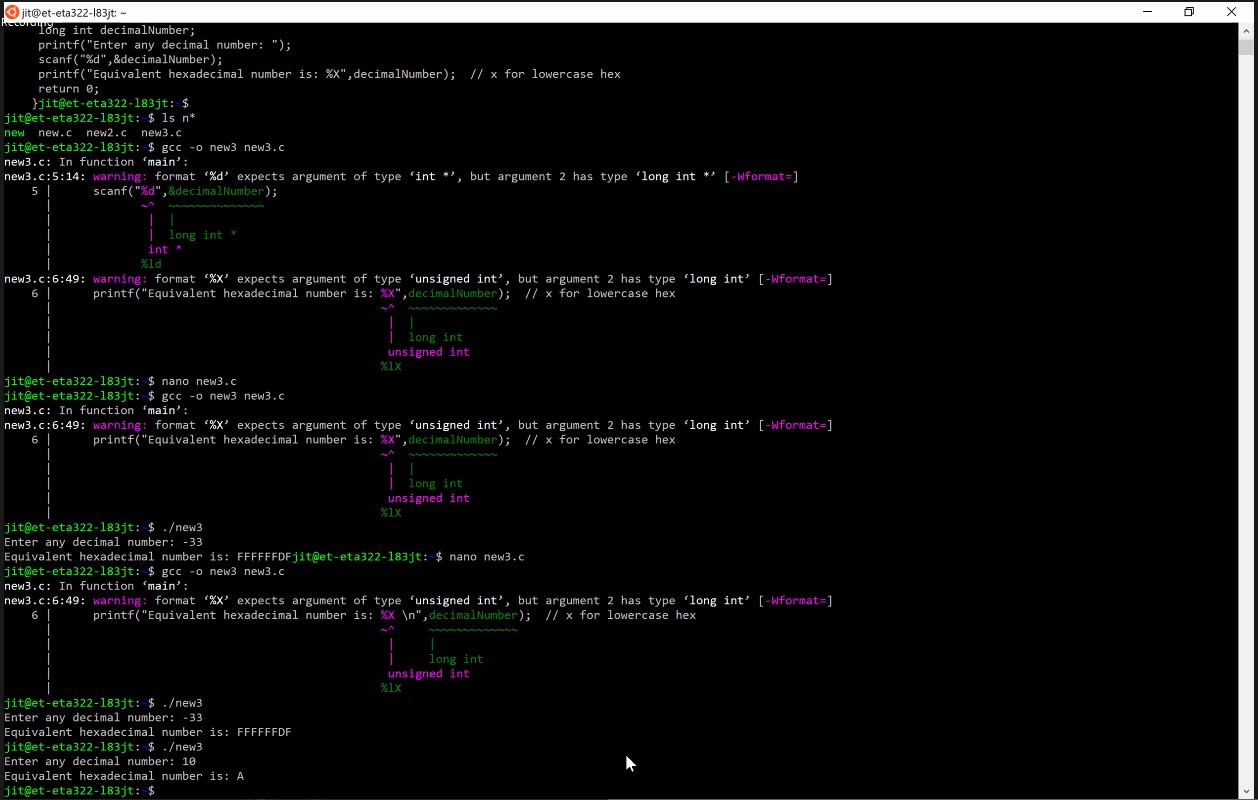 jit@et-eta322-l83jt: ~
Recording
long int decimalNumber;
printf("Enter any decimal number: ");
scanf("%d",&decimalNumber);
printf("Equivalent hexadecimal number is: %X",decimalNumber);  // x for lowercase hex
return 0;
}jit@et-eta322-l83jt:~$
jit@et-eta322-l83jt:~$ ls n*
new  new.c  new2.c  new3.c
jit@et-eta322-l83jt:~$ gcc -o new3 new3.c
new3.c: In function ‘main’:
new3.c:5:14: warning: format ‘%d’ expects argument of type ‘int *’, but argument 2 has type ‘long int *’ [-Wformat=]
5 |      scanf("%d",&decimalNumber);
|             ~^  ~~~~~~~~~~~~~~
|              |  |
|              |  long int *
|              int *
|             %ld
new3.c:6:49: warning: format ‘%X’ expects argument of type ‘unsigned int’, but argument 2 has type ‘long int’ [-Wformat=]
6 |      printf("Equivalent hexadecimal number is: %X",decimalNumber);  // x for lowercase hex
|                                                ~^  ~~~~~~~~~~~~~
|                                                 |  |
|                                                 |  long int
|                                                 unsigned int
|                                                %lX
jit@et-eta322-l83jt:~$ nano new3.c
jit@et-eta322-l83jt:~$ gcc -o new3 new3.c
new3.c: In function ‘main’:
new3.c:6:49: warning: format ‘%X’ expects argument of type ‘unsigned int’, but argument 2 has type ‘long int’ [-Wformat=]
6 |      printf("Equivalent hexadecimal number is: %X",decimalNumber);  // x for lowercase hex
|                                                ~^  ~~~~~~~~~~~~~
|                                                 |  |
|                                                 |  long int
|                                                 unsigned int
|                                                %lX
jit@et-eta322-l83jt:~$ ./new3
Enter any decimal number: -33
Equivalent hexadecimal number is: FFFFFFDFjit@et-eta322-l83jt:~$ nano new3.c
jit@et-eta322-l83jt:~$ gcc -o new3 new3.c
new3.c: In function ‘main’:
new3.c:6:49: warning: format ‘%X’ expects argument of type ‘unsigned int’, but argument 2 has type ‘long int’ [-Wformat=]
6 |      printf("Equivalent hexadecimal number is: %X \n",decimalNumber);  // x for lowercase hex
|                                                ~^     ~~~~~~~~~~~~~
|                                                 |     |
|                                                 |     long int
|                                                 unsigned int
|                                                %lX
jit@et-eta322-l83jt:~$ ./new3
Enter any decimal number: -33
Equivalent hexadecimal number is: FFFFFFDF
jit@et-eta322-l83jt:~$ ./new3
Enter any decimal number: 10
Equivalent hexadecimal number is: A
jit@et-eta322-l83jt:~$